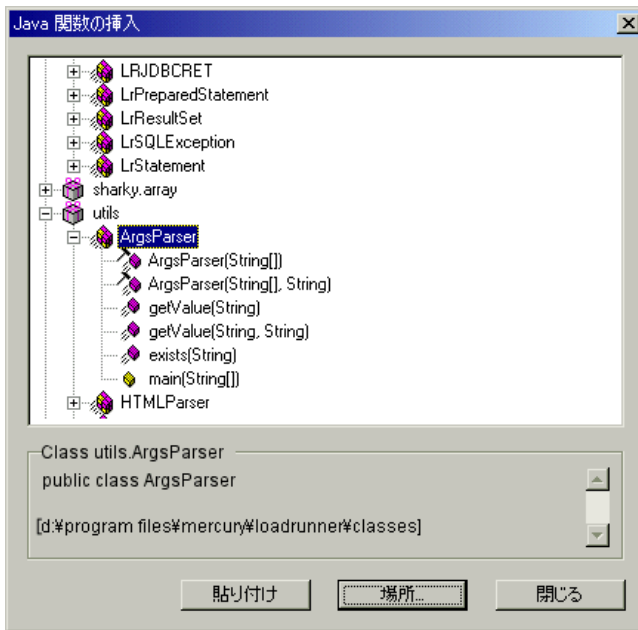 Java 関数の挿入
LRJDBCRET
LrPreparedStatement
LrResultSet
LrSQLException
LrStatement
sharky.array
utils
ArgsParser
ArgsParser(String[])
ArgsParser(String[], String)
getValue(String)
getValue(String, String)
exists(String)
main(String[])
HTMLParser
Class utils.ArgsParser
public class ArgsParser
[d:¥program files¥mercury¥loadrunner¥classes]
貼り付け
場所...
閉じる